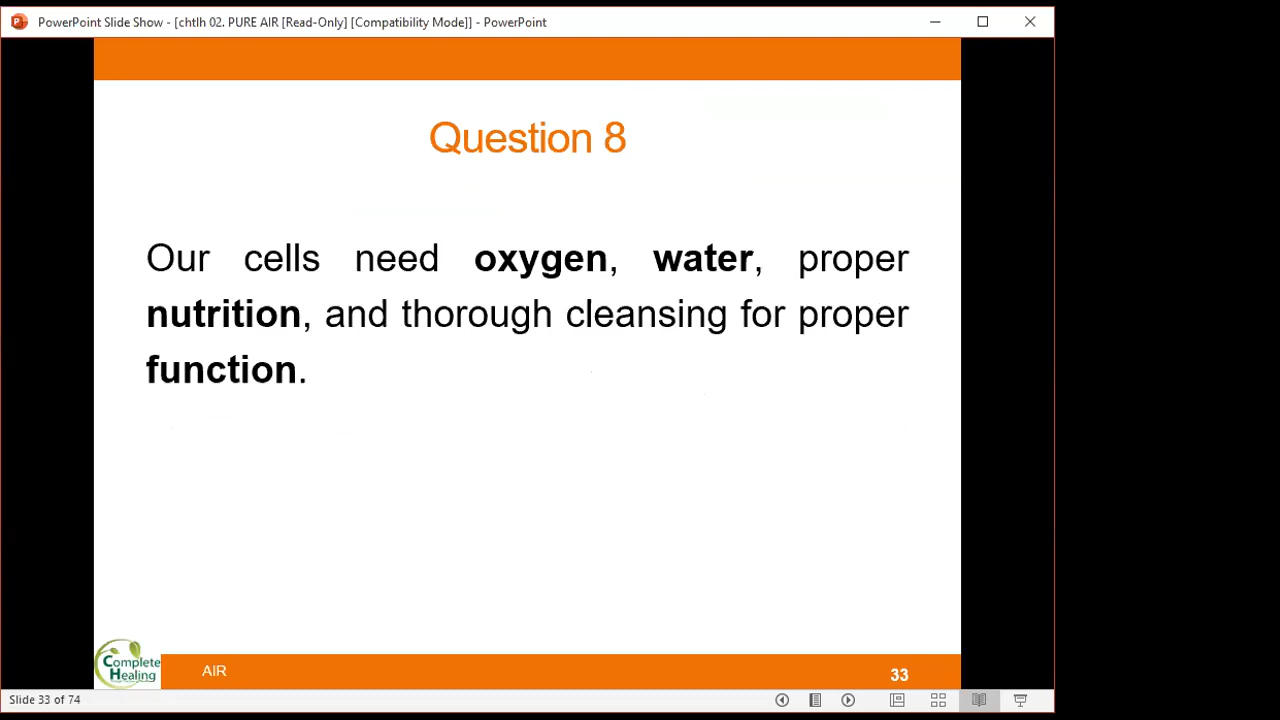 PowerPoint Slide Show - [chtlh 02. PURE AIR [Read-Only] [Compatibility Mode]] - PowerPoint
Question 8
Our cells need oxygen, water, proper
nutrition, and thorough cleansing for proper
function.
Complete
Healing
AIR
33
Slide 33 of 74